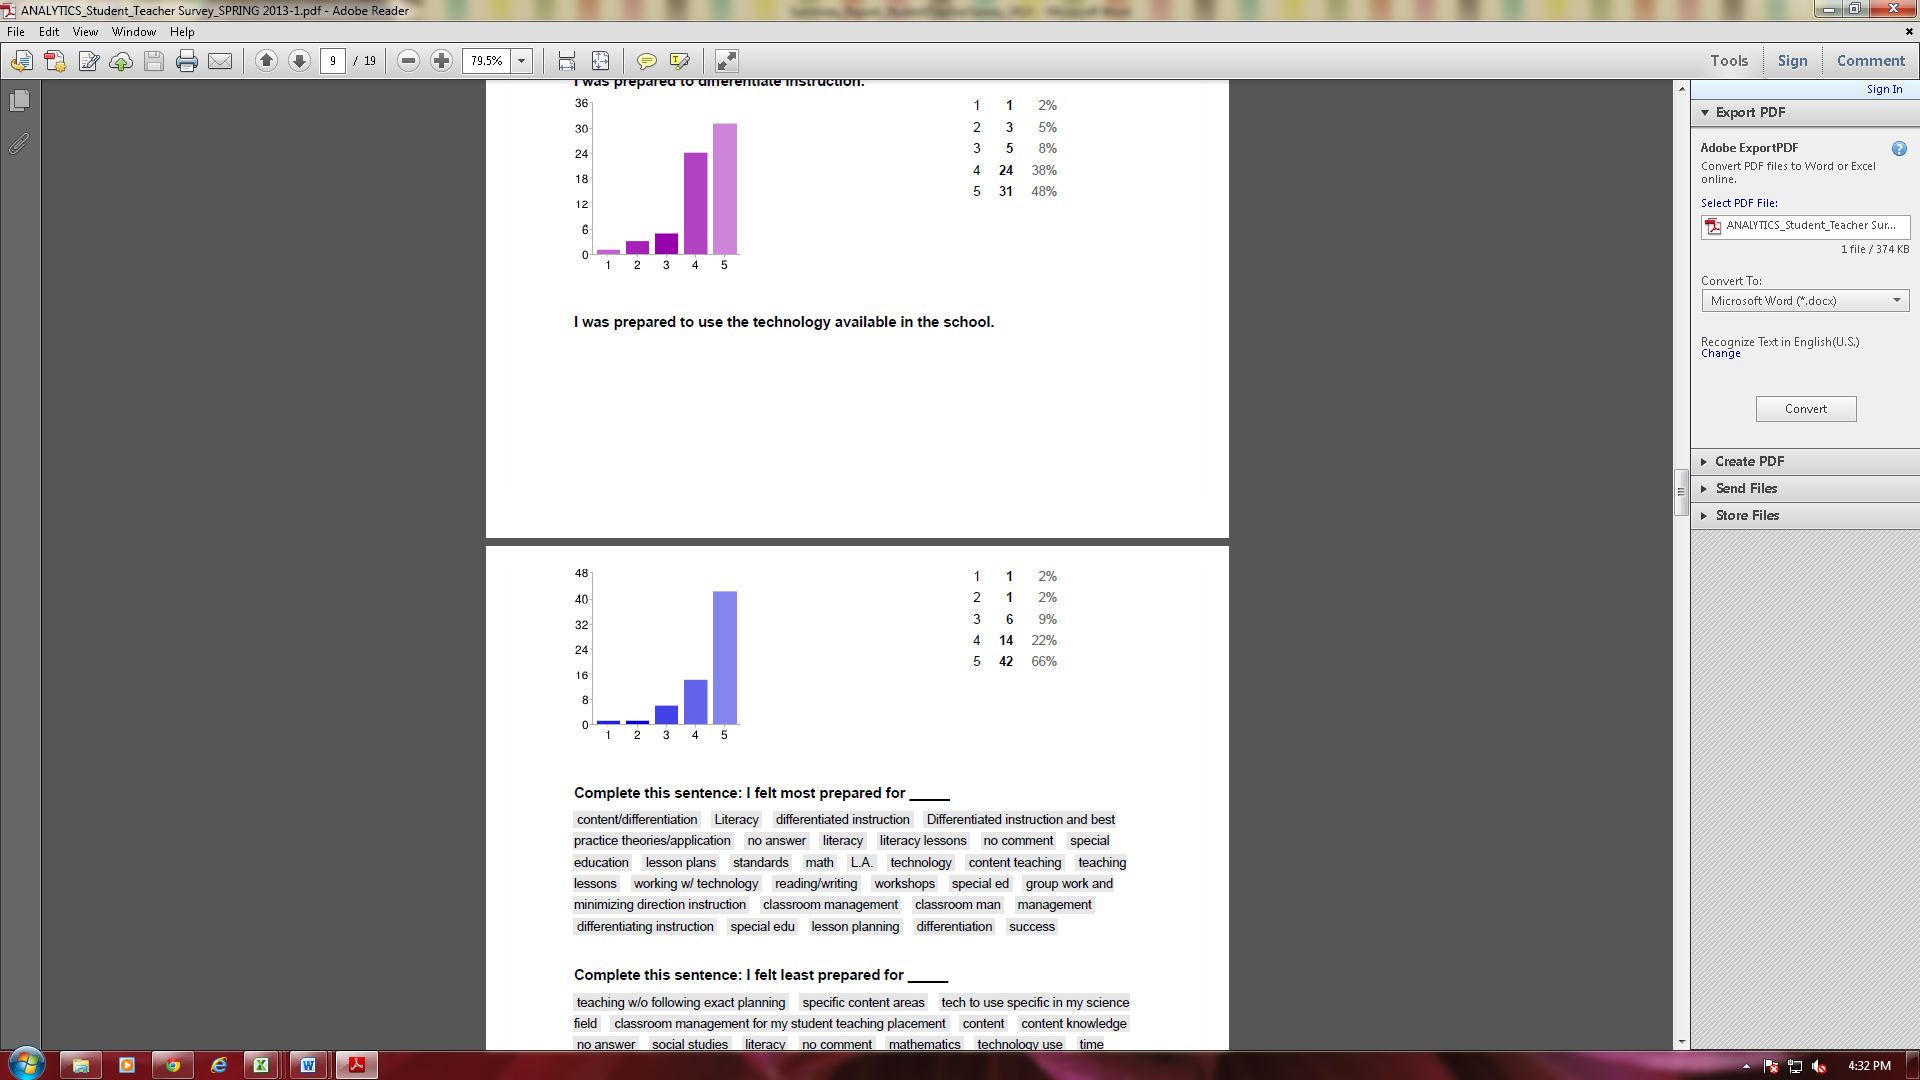 ANALYTICS_Student_Teacher Survey_SPRING 2013-1.pdf - Adobe Reader
File Edit View Window Help
9 / 19 79.5% Tools Sign Comment
Sign In
Export PDF
Adobe ExportPDF
Convert PDF files to Word or Excel
online.
Select PDF File:
ANALYTICS_Student_Teacher Sur...
1 file / 374 KB
Convert To:
Microsoft Word (*.docx)
Recognize Text in English(U.S.)
Change
Convert
Create PDF
Send Files
Store Files
I was prepared to differentiate instruction.
36
30
24
18
12
6
0
1 2 3 4 5
1 1 2%
2 3 5%
3 5 8%
4 24 38%
5 31 48%
I was prepared to use the technology available in the school.
48
40
32
24
16
8
0
1 2 3 4 5
1 1 2%
2 1 2%
3 6 9%
4 14 22%
5 42 66%
Complete this sentence: I felt most prepared for _____
content/differentiation Literacy differentiated instruction Differentiated instruction and best
practice theories/application no answer literacy literacy lessons no comment special
education lesson plans standards math L.A. technology content teaching teaching
lessons working w/ technology reading/writing workshops special ed group work and
minimizing direction instruction classroom management classroom man management
differentiating instruction special edu lesson planning differentiation success
Complete this sentence: I felt least prepared for _____
teaching w/o following exact planning specific content areas tech to use specific in my science
field classroom management for my student teaching placement content content knowledge
no answer social studies literacy no comment mathematics technology use time
4:32 PM